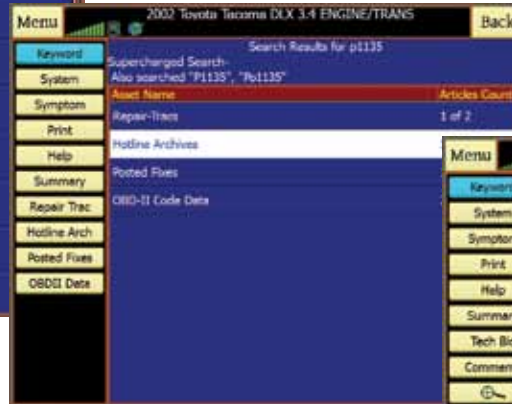 Menu 2002 Toyota Tacoma DLX 3.4 ENGINE/TRANS Back
Search Results for p1135
Supercharged Search-
Also searched "P1135", "Po1135"
Asset Name Articles Count
Repair-Tracs 1 of 2
Hotline Archives
Posted Fixes
OBD-II Code Data
Keyword
System
Symptom
Print
Help
Summary
Repair Trac
Hotline Arch
Posted Fixes
OBDII Data
Menu
Keyword
System
Symptom
Print
Help
Summary
Tech